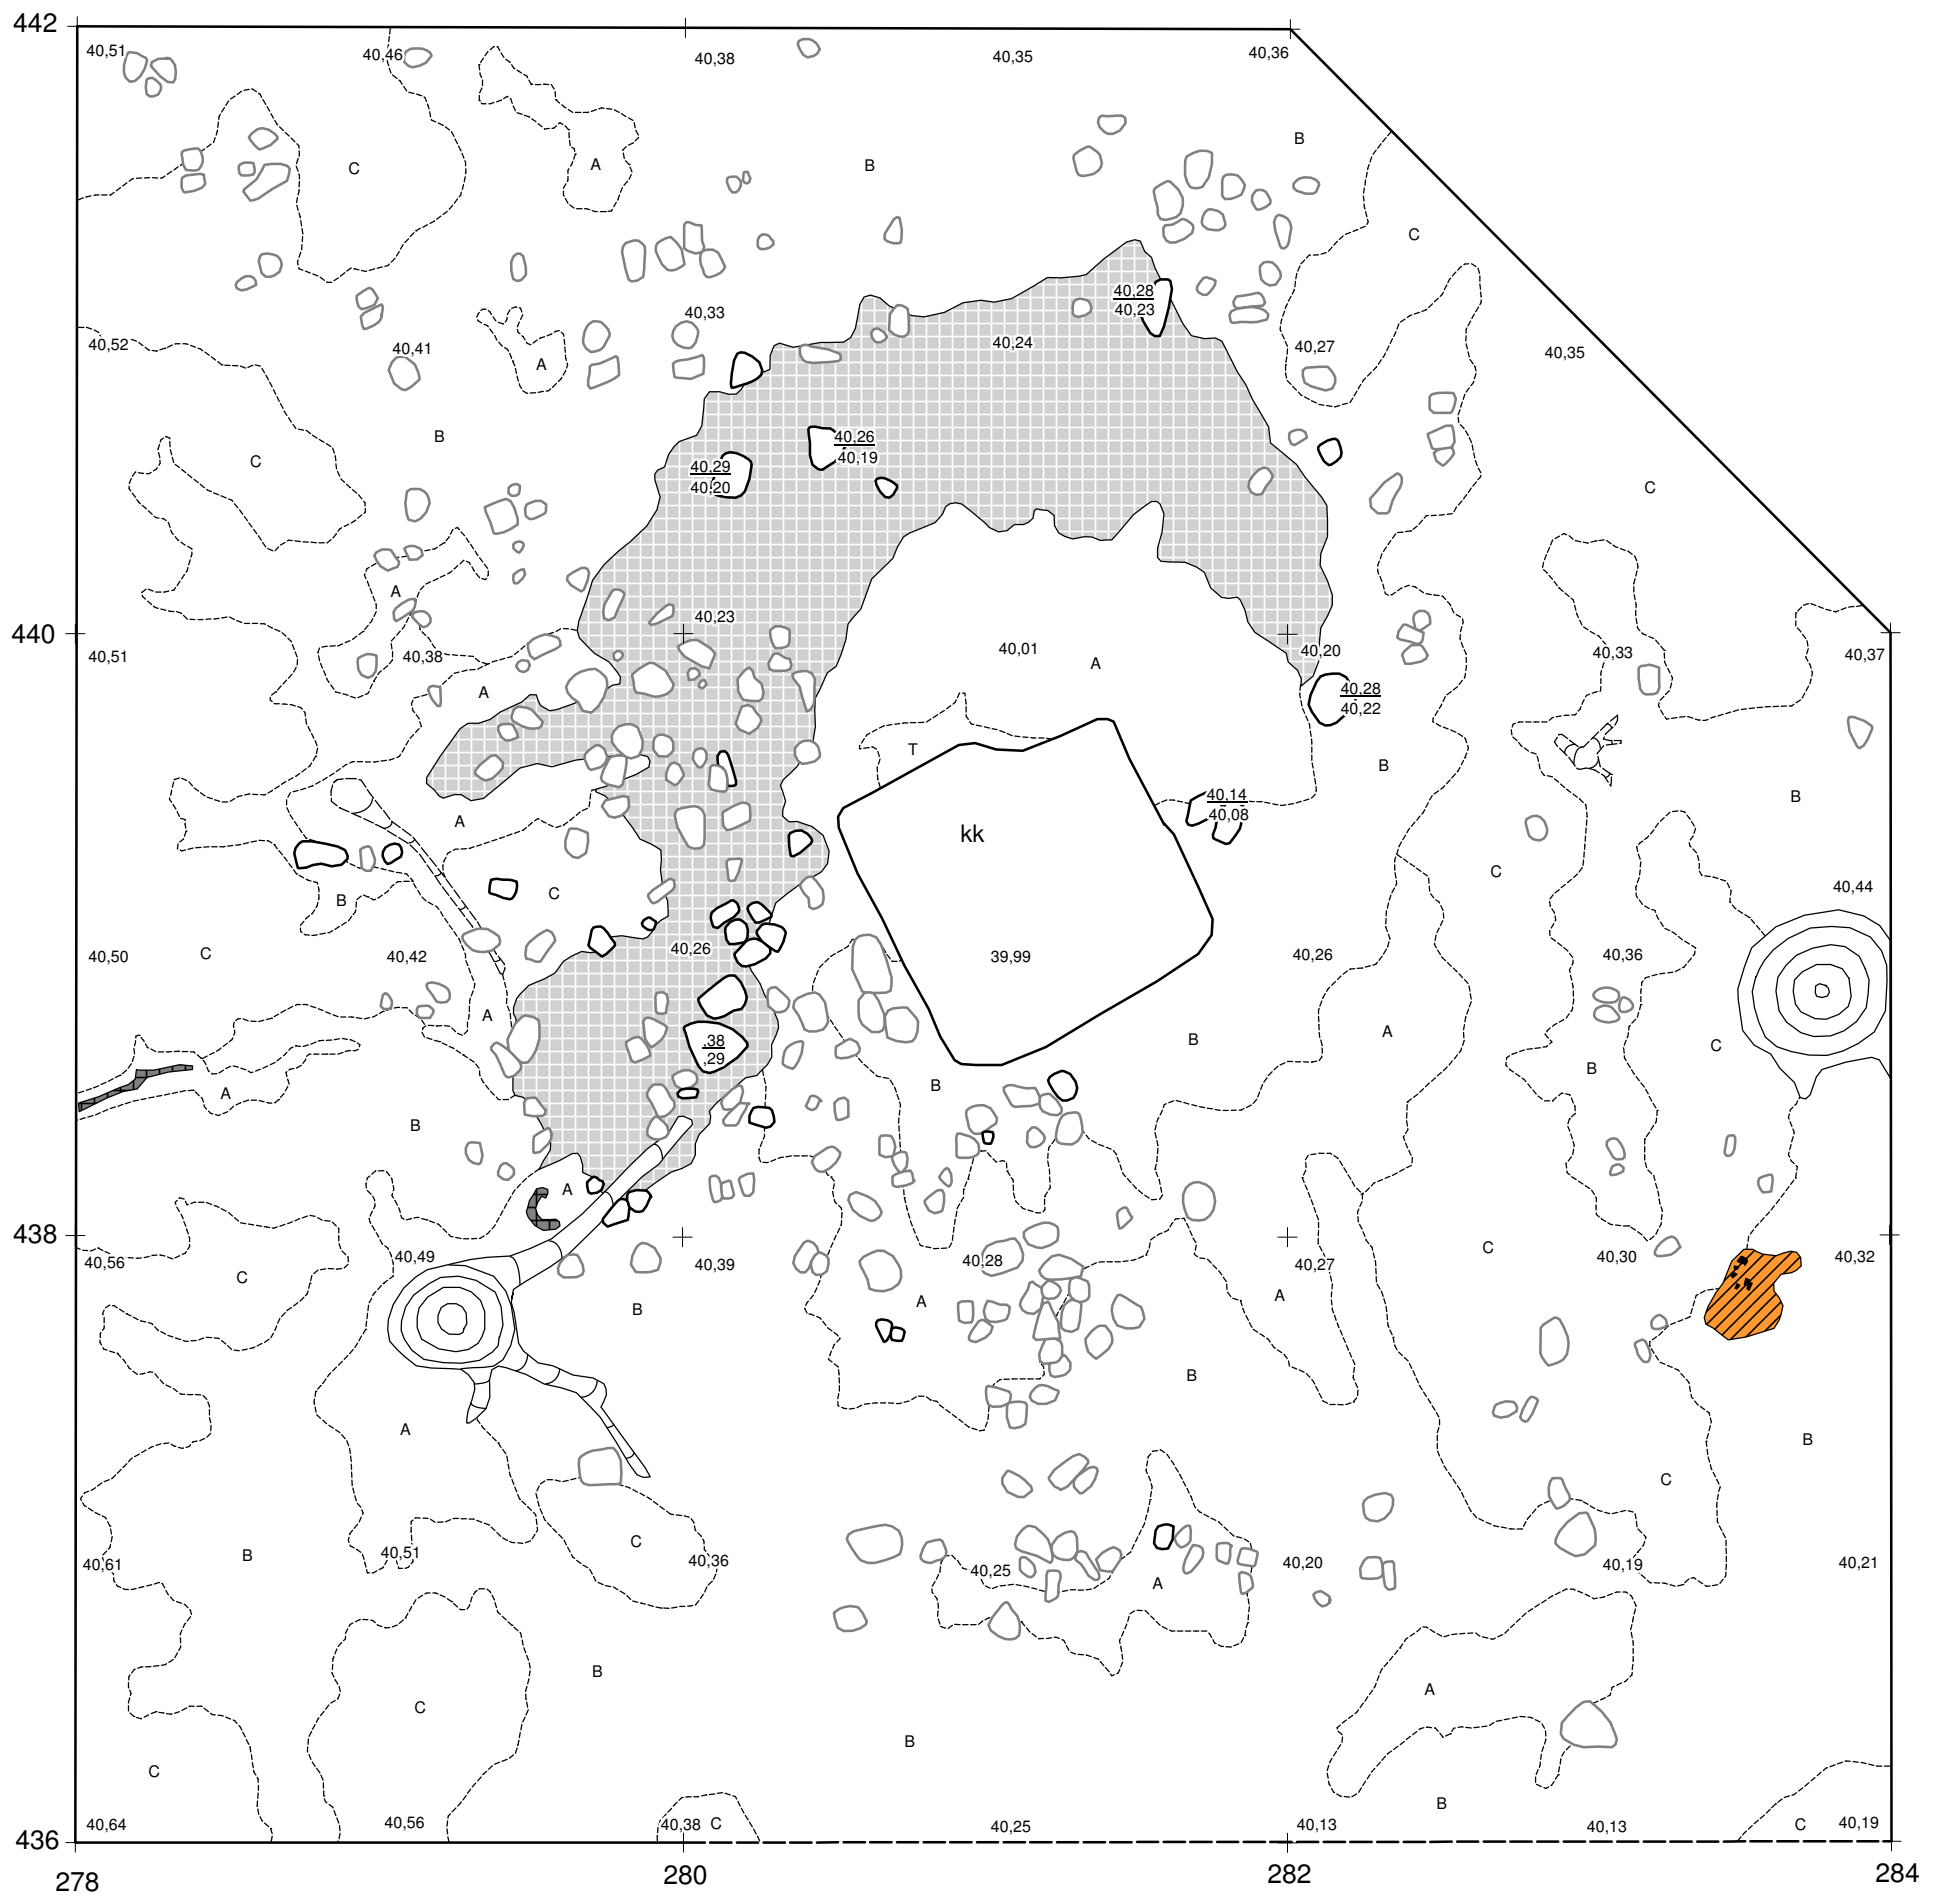 442
40,51
40,46
40,38
40,35
40,36
B
A
B
C
C
40,28
40,23
40,33
40,24
40,27
40,52
40,41
40,35
A
B
40,26
40,19
C
40,29
40,20
C
A
40,23
440
40,01
A
40,20
40,33
40,37
40,51
40,38
A
40,28
40,22
T
B
B
40,14
40,08
A
kk
C
40,44
C
B
40,50
C
40,42
40,26
39,99
40,26
40,36
A
A
B
C
.38
,29
B
B
A
B
A
438
40,56
40,49
40,39
40,28
40,27
C
40,30
40,32
C
B
A
A
B
A
B
C
40,61
B
40,51
C
40,36
40,25
A
40,20
40,19
40,21
B
A
C
B
C
B
40,64
40,56
40,38
C
40,25
40,13
40,13
C
40,19
436
278
280
282
284